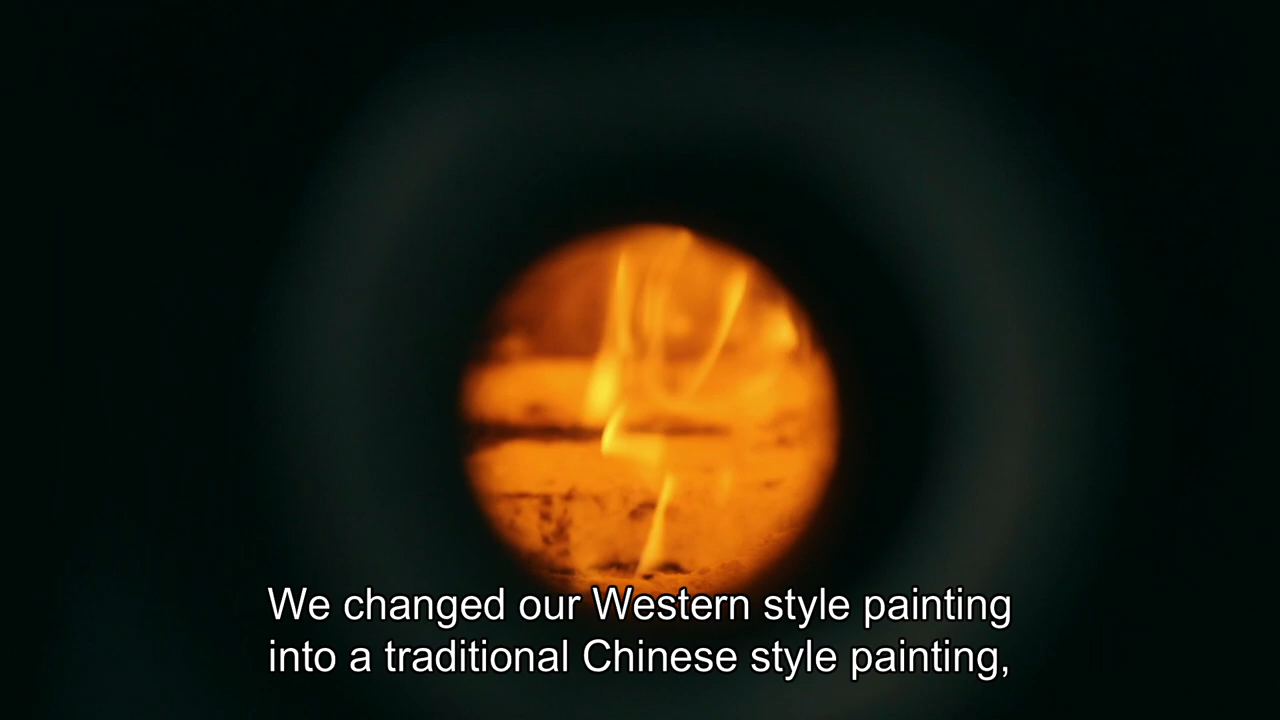 We changed our Western style painting
into a traditional Chinese style painting,